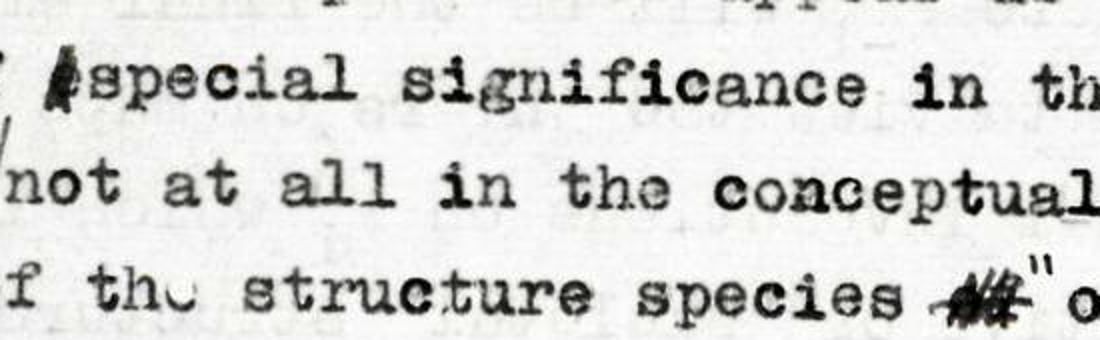 special significance in th
not at all in the conceptual
f the structure species " o